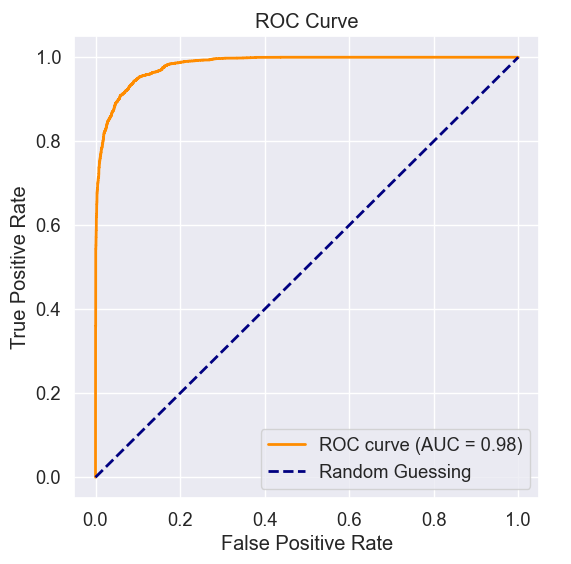 ROC Curve
True Positive Rate
1.0
0.8
0.6
0.4
0.2
0.0
ROC curve (AUC = 0.98)
Random Guessing
0.0 0.2 0.4 0.6 0.8 1.0
False Positive Rate